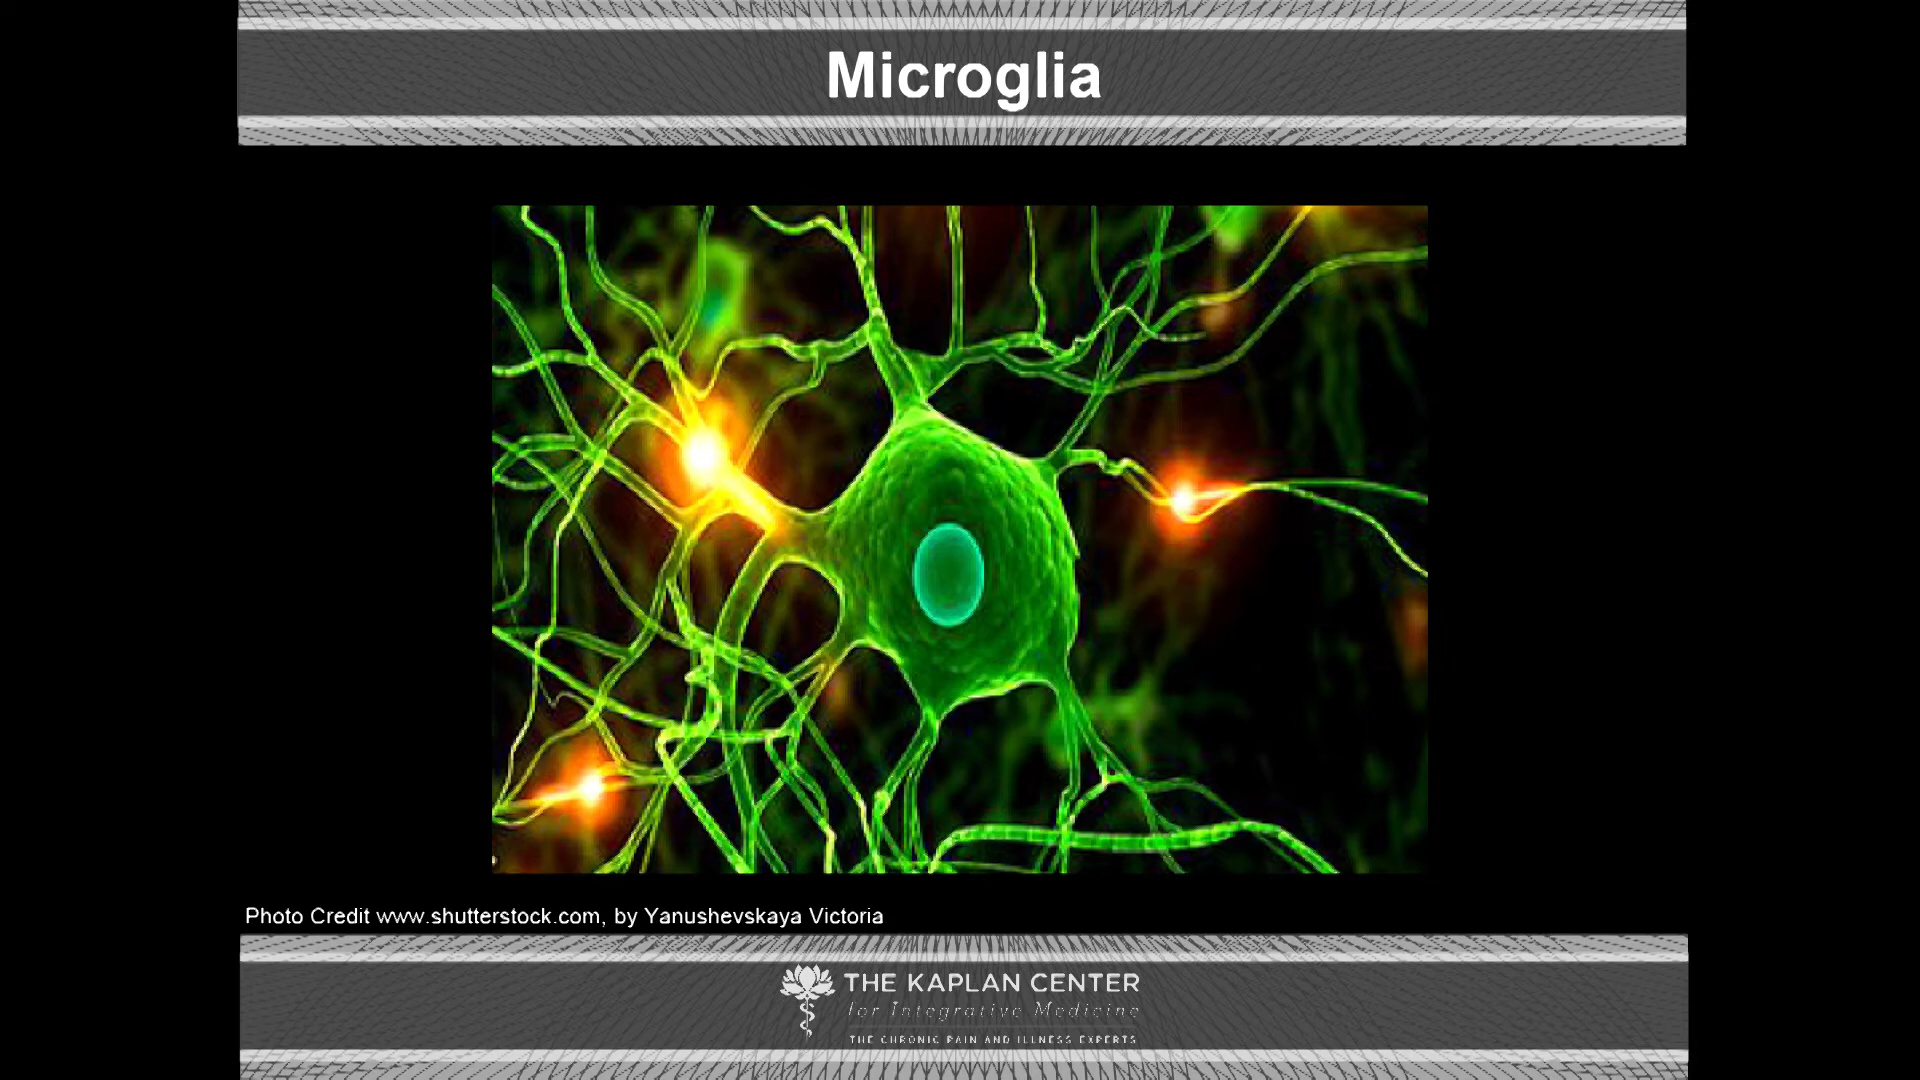 Microglia
Photo Credit www.shutterstock.com, by Yanushevskaya Victoria
THE KAPLAN CENTER
for Integrative Medicine
THE CHRONIC PAIN AND ILLNESS EXPERTS